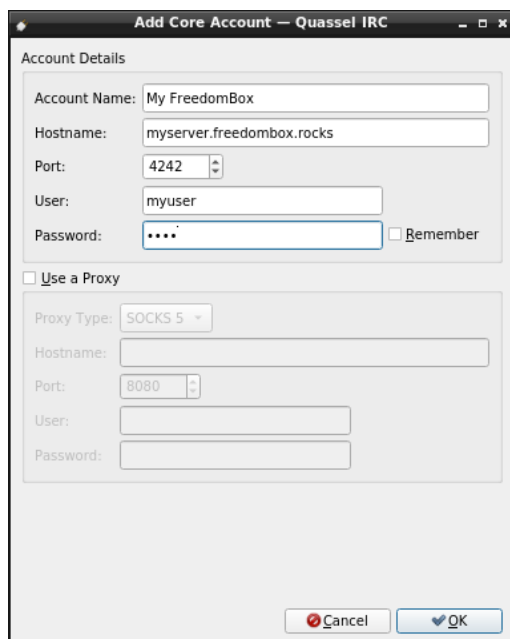 Add Core Account — Quassel IRC
Account Details
Account Name: My FreedomBox
Hostname: myserver.freedombox.rocks
Port: 4242
User: myuser
Password: •••• Remember
Use a Proxy
Proxy Type: SOCKS 5
Hostname:
Port: 8080
User:
Password:
Cancel OK